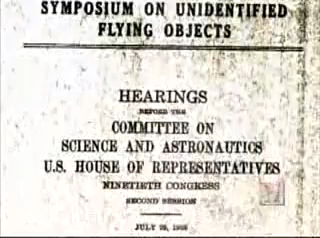 SYMPOSIUM ON UNIDENTIFIED
FLYING OBJECTS
HEARINGS
BEFORE THE
COMMITTEE ON
SCIENCE AND ASTRONAUTICS
U.S. HOUSE OF REPRESENTATIVES
NINETIETH CONGRESS
SECOND SESSION
JULY